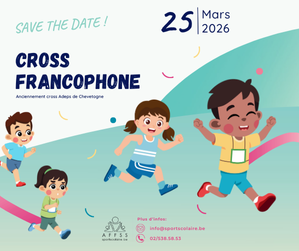 SAVE THE DATE !
25 Mars
2026
CROSS
FRANCOPHONE
Anciennement cross Adeps de Chevetogne
Plus d'infos:
AFFSS
info@sportscolaire.be
02/538.58.53